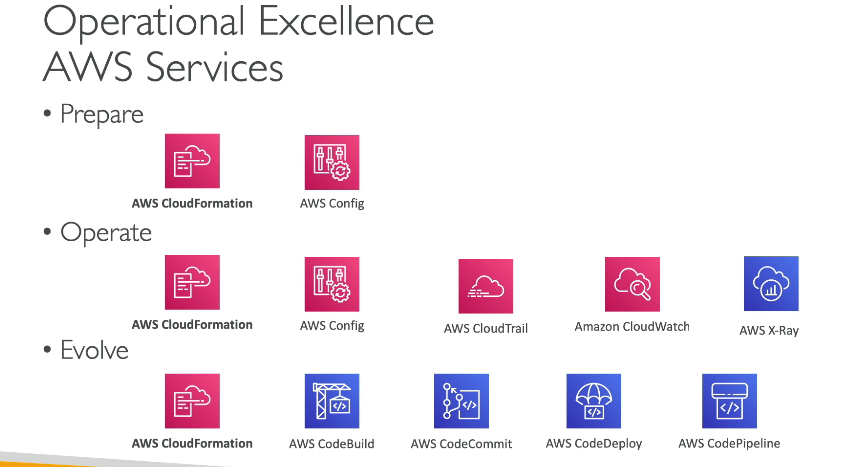 Operational Excellence
AWS Services
• Prepare
AWS CloudFormation AWS Config
• Operate
AWS CloudFormation AWS Config AWS CloudTrail Amazon CloudWatch AWS X-Ray
• Evolve
AWS CloudFormation AWS CodeBuild AWS CodeCommit AWS CodeDeploy AWS CodePipeline